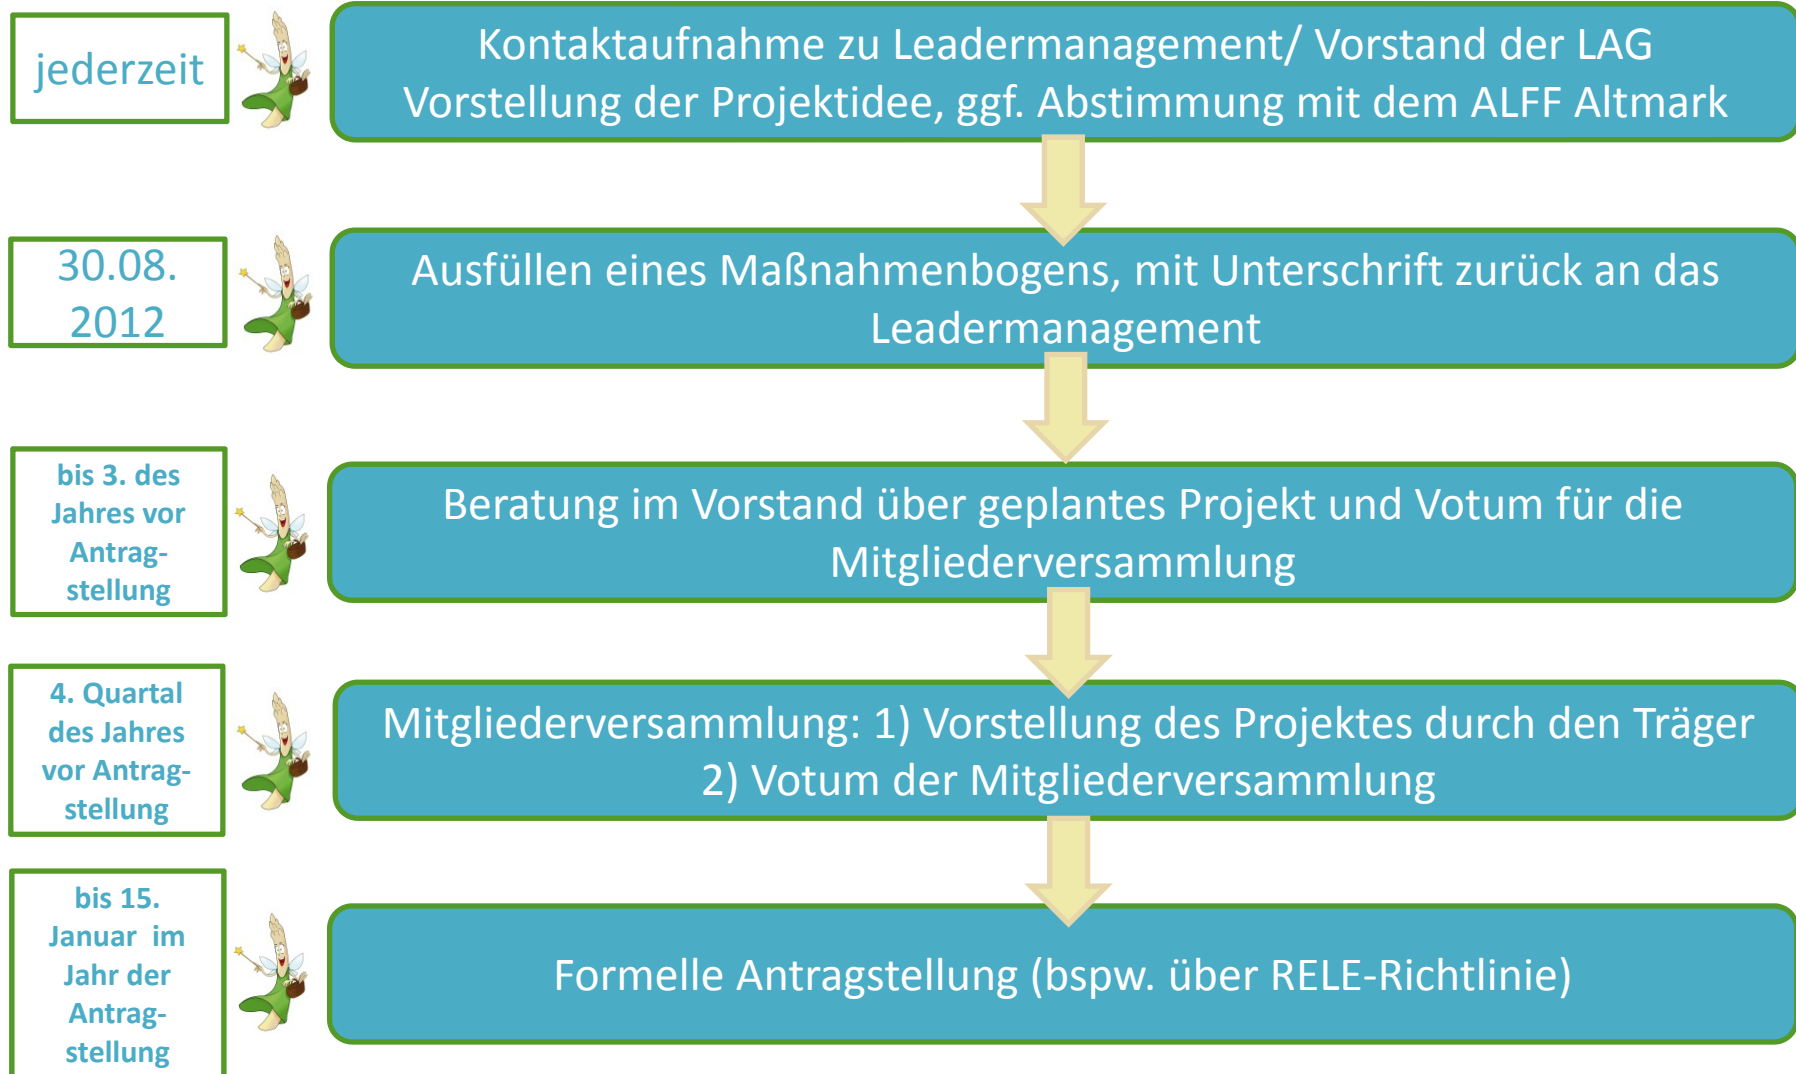 jederzeit
Kontaktaufnahme zu Leadermanagement/ Vorstand der LAG
Vorstellung der Projektidee, ggf. Abstimmung mit dem ALFF Altmark
30.08.
2012
Ausfüllen eines Maßnahmenbogens, mit Unterschrift zurück an das
Leadermanagement
bis 3. des
Jahres vor
Antrag-
stellung
Beratung im Vorstand über geplantes Projekt und Votum für die
Mitgliederversammlung
4. Quartal
des Jahres
vor Antrag-
stellung
Mitgliederversammlung: 1) Vorstellung des Projektes durch den Träger
2) Votum der Mitgliederversammlung
bis 15.
Januar im
Jahr der
Antrag-
stellung
Formelle Antragstellung (bspw. über RELE-Richtlinie)